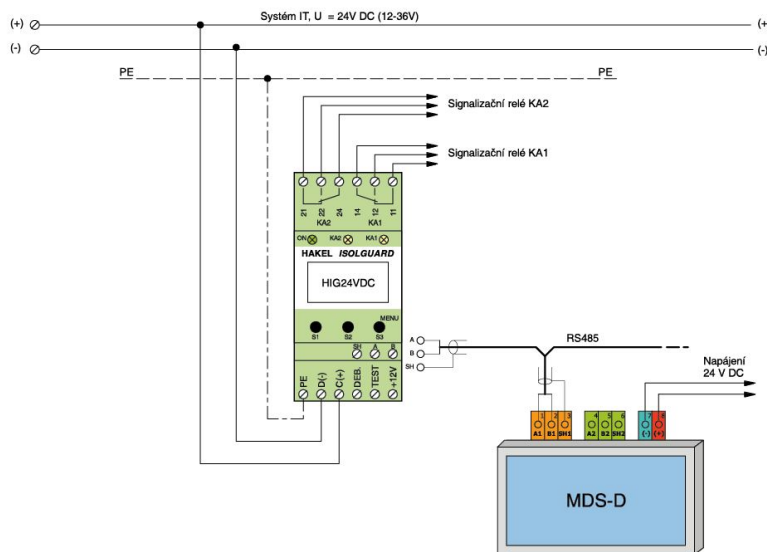 Systém IT, U = 24V DC (12-36V)
(+) (+
(-) (-)
PE PE
Signalizační relé KA2
Signalizační relé KA1
21 22 24 14 12 11
KA2 KA1
ON KA2 KA1
HAKEL ISOLGUARD
HIG24VDC
MENU
S1 S2 S3
SH A B
PE D(-) C(+) DEB. TEST +12V
A
B
SH
RS485
Napájení
24 V DC
1 2 3 4 5 6 7 8
A1 B1 SH1 A2 B2 SH2 (-) (+)
MDS-D